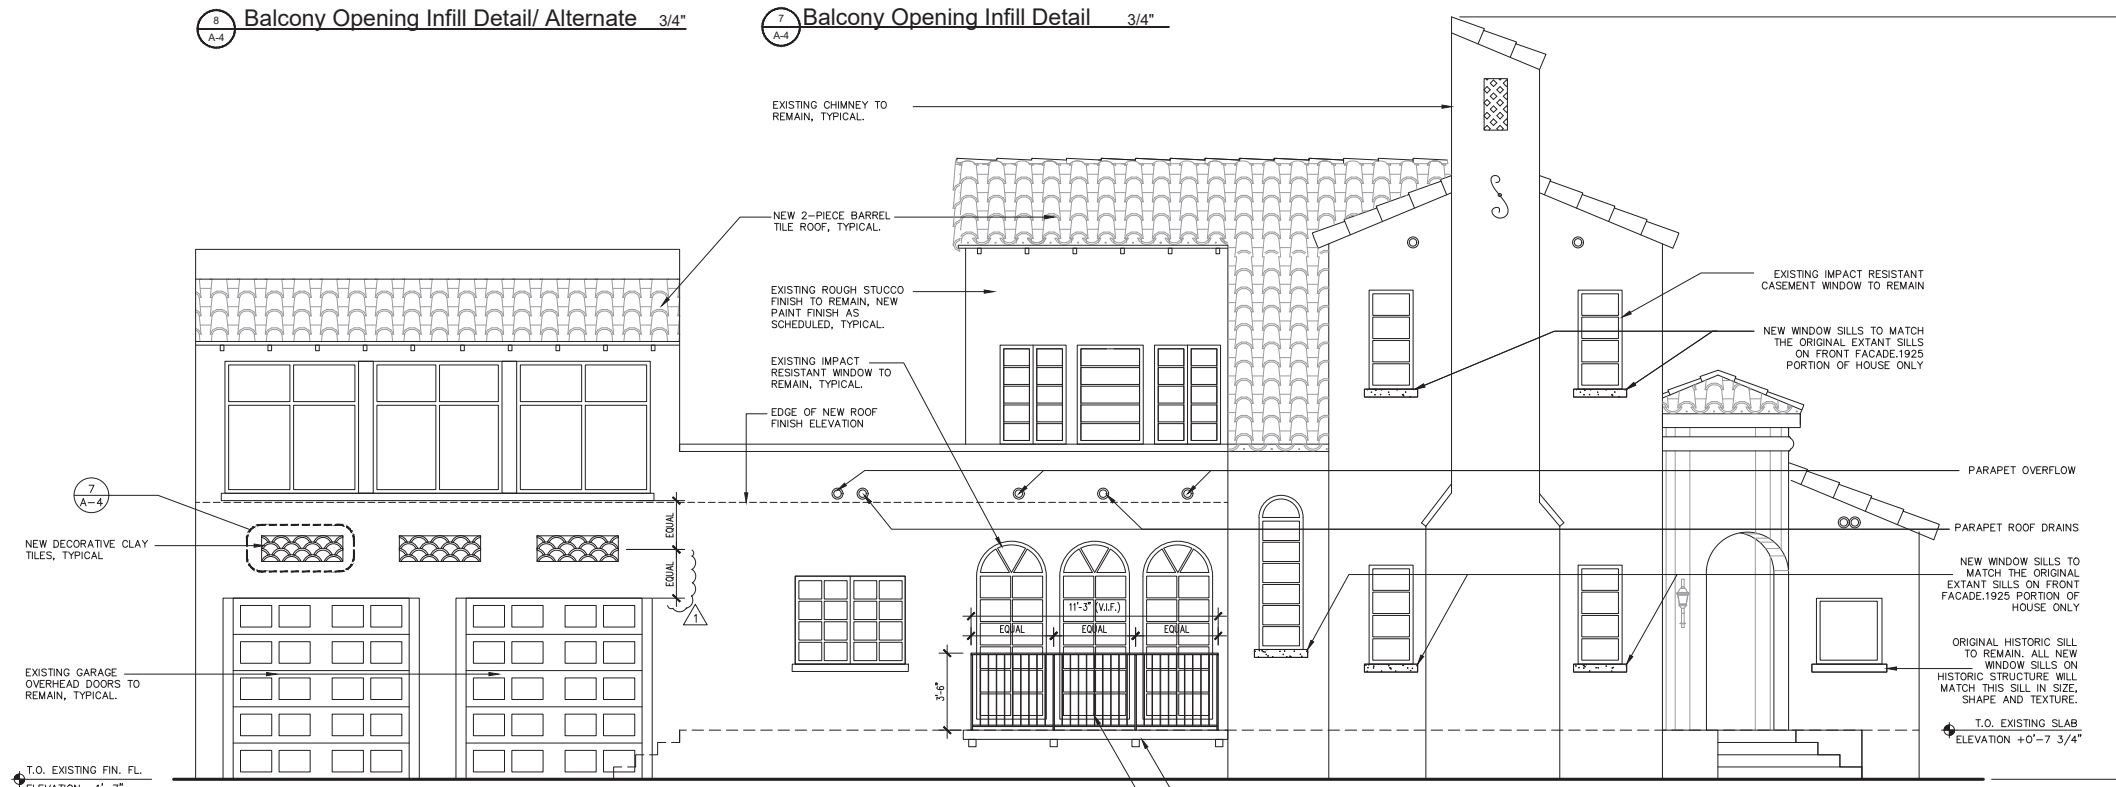 8
A-4
Balcony Opening Infill Detail/ Alternate 3/4"
7
A-4
Balcony Opening Infill Detail 3/4"
EXISTING CHIMNEY TO
REMAIN, TYPICAL.
NEW 2-PIECE BARREL
TILE ROOF, TYPICAL.
EXISTING ROUGH STUCCO
FINISH TO REMAIN, NEW
PAINT FINISH AS
SCHEDULED, TYPICAL.
EXISTING IMPACT
RESISTANT WINDOW TO
REMAIN, TYPICAL.
EDGE OF NEW ROOF
FINISH ELEVATION
EXISTING IMPACT RESISTANT
CASEMENT WINDOW TO REMAIN
NEW WINDOW SILLS TO MATCH
THE ORIGINAL EXTANT SILLS
ON FRONT FACADE.1925
PORTION OF HOUSE ONLY
PARAPET OVERFLOW
PARAPET ROOF DRAINS
NEW WINDOW SILLS TO
MATCH THE ORIGINAL
EXTANT SILLS ON FRONT
FACADE.1925 PORTION OF
HOUSE ONLY
ORIGINAL HISTORIC SILL
TO REMAIN. ALL NEW
WINDOW SILLS ON
HISTORIC STRUCTURE WILL
MATCH THIS SILL IN SIZE,
SHAPE AND TEXTURE.
T.O. EXISTING SLAB
ELEVATION +0'-7 3/4"
7
A-4
NEW DECORATIVE CLAY
TILES, TYPICAL
EQUAL
EQUAL
1
EXISTING GARAGE
OVERHEAD DOORS TO
REMAIN, TYPICAL.
11'-3" (V.I.F.)
EQUAL EQUAL EQUAL
3'-6"
T.O. EXISTING FIN. FL.